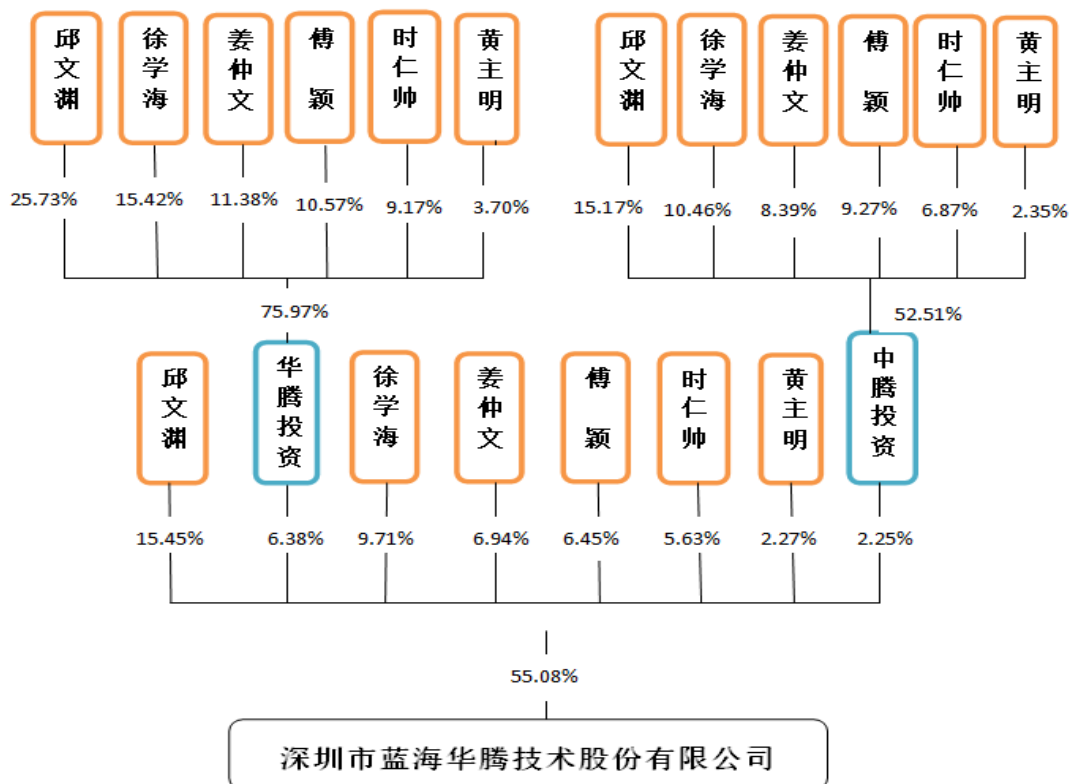 邱文渊 徐学海 姜仲文 傅颖 时仁帅 黄主明 邱文渊 徐学海 姜仲文 傅颖 时仁帅 黄主明
25.73% 15.42% 11.38% 10.57% 9.17% 3.70% 15.17% 10.46% 8.39% 9.27% 6.87% 2.35%
75.97% 52.51%
邱文渊 华腾投资 徐学海 姜仲文 傅颖 时仁帅 黄主明 中腾投资
15.45% 6.38% 9.71% 6.94% 6.45% 5.63% 2.27% 2.25%
55.08%
深圳市蓝海华腾技术股份有限公司